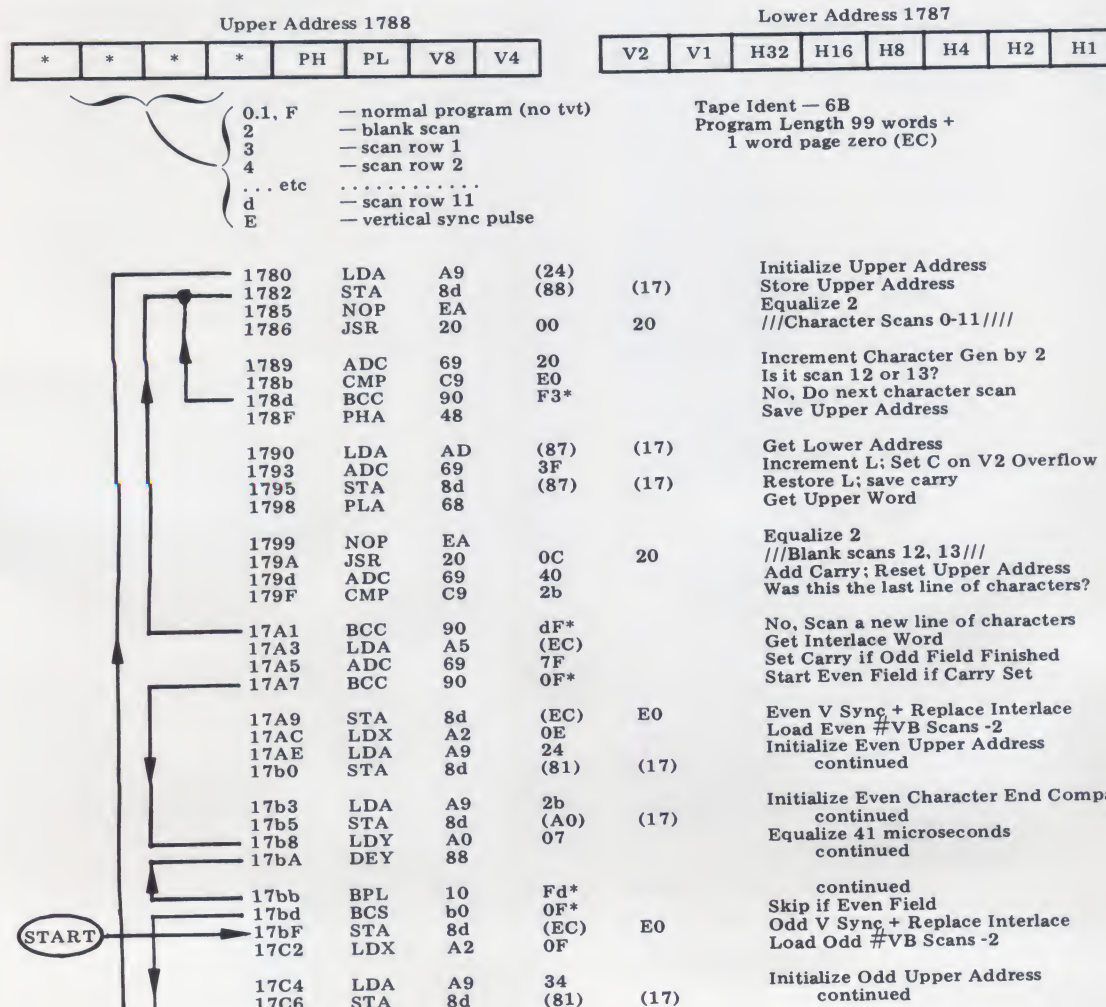 Upper Address 1788
Lower Address 1787
* * * * PH PL V8 V4
V2 V1 H32 H16 H8 H4 H2 H1
0.1, F — normal program (no tvt)
2 — blank scan
3 — scan row 1
4 — scan row 2
. . . etc . . . . . . . . . . . .
d — scan row 11
E — vertical sync pulse
Tape Ident — 6B
Program Length 99 words +
1 word page zero (EC)
1780 LDA A9 (24) Initialize Upper Address
1782 STA 8d (88) (17) Store Upper Address
1785 NOP EA Equalize 2
1786 JSR 20 00 20 ///Character Scans 0-11////
1789 ADC 69 20 Increment Character Gen by 2
178b CMP C9 E0 Is it scan 12 or 13?
178d BCC 90 F3* No, Do next character scan
178F PHA 48 Save Upper Address
1790 LDA AD (87) (17) Get Lower Address
1793 ADC 69 3F Increment L; Set C on V2 Overflow
1795 STA 8d (87) (17) Restore L; save carry
1798 PLA 68 Get Upper Word
1799 NOP EA Equalize 2
179A JSR 20 0C 20 ///Blank scans 12, 13///
179d ADC 69 40 Add Carry; Reset Upper Address
179F CMP C9 2b Was this the last line of characters?
17A1 BCC 90 dF* No, Scan a new line of characters
17A3 LDA A5 (EC) Get Interlace Word
17A5 ADC 69 7F Set Carry if Odd Field Finished
17A7 BCC 90 0F* Start Even Field if Carry Set
17A9 STA 8d (EC) E0 Even V Sync + Replace Interlace
17AC LDX A2 0E Load Even #VB Scans -2
17AE LDA A9 24 Initialize Even Upper Address
17b0 STA 8d (81) (17) continued
17b3 LDA A9 2b Initialize Even Character End Compa
17b5 STA 8d (A0) (17) continued
17b8 LDY A0 07 Equalize 41 microseconds
17bA DEY 88 continued
17bb BPL 10 Fd* continued
17bd BCS b0 0F* Skip if Even Field
START 17bF STA 8d (EC) E0 Odd V Sync + Replace Interlace
17C2 LDX A2 0F Load Odd #VB Scans -2
17C4 LDA A9 34 Initialize Odd Upper Address
17C6 STA 8d (81) (17) continued